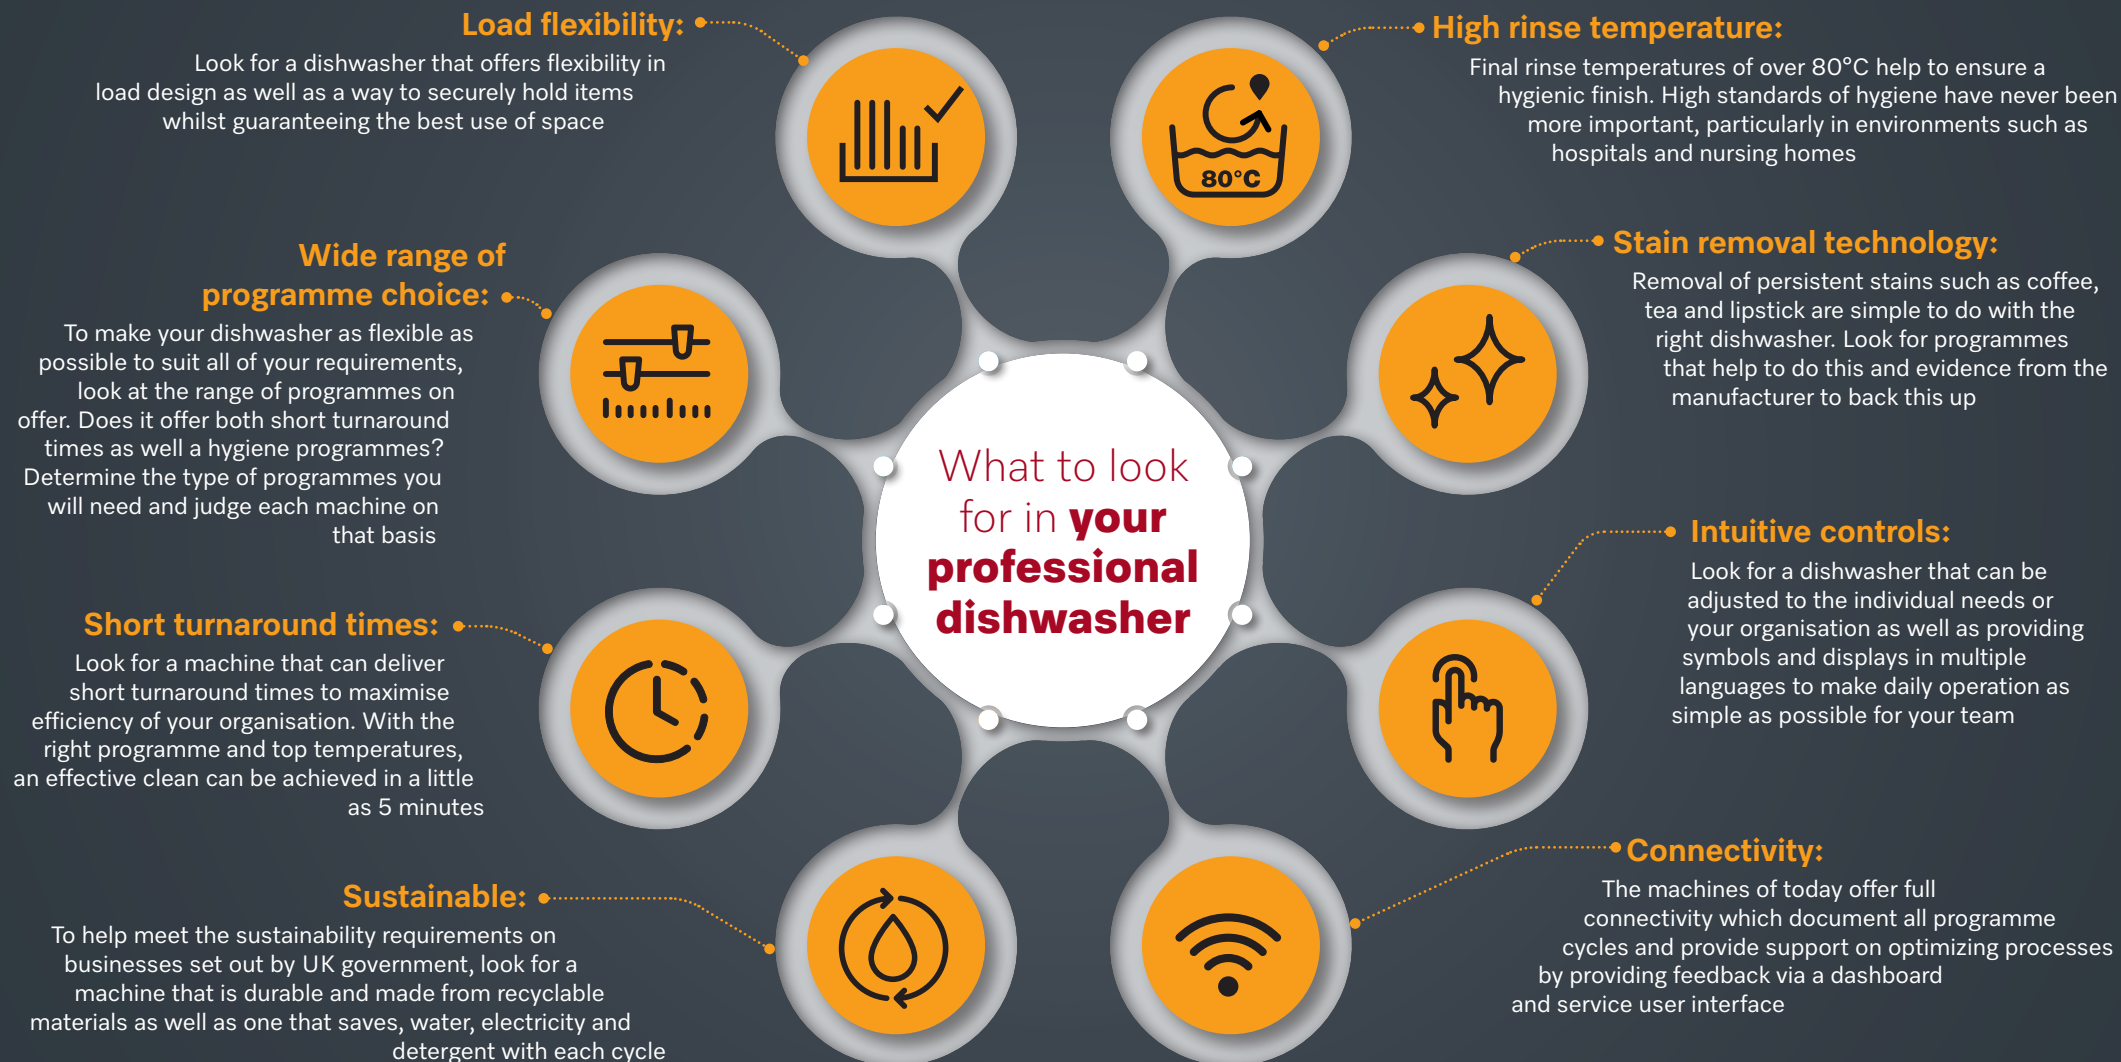 Load flexibility:
Look for a dishwasher that offers flexibility in
load design as well as a way to securely hold items
whilst guaranteeing the best use of space
High rinse temperature:
Final rinse temperatures of over 80°C help to ensure a
hygienic finish. High standards of hygiene have never been
more important, particularly in environments such as
hospitals and nursing homes
80°C
Wide range of
programme choice:
To make your dishwasher as flexible as
possible to suit all of your requirements,
look at the range of programmes on
offer. Does it offer both short turnaround
times as well a hygiene programmes?
Determine the type of programmes you
will need and judge each machine on
that basis
Stain removal technology:
Removal of persistent stains such as coffee,
tea and lipstick are simple to do with the
right dishwasher. Look for programmes
that help to do this and evidence from the
manufacturer to back this up
What to look
for in your
professional
dishwasher
Short turnaround times:
Look for a machine that can deliver
short turnaround times to maximise
efficiency of your organisation. With the
right programme and top temperatures,
an effective clean can be achieved in a little
as 5 minutes
Intuitive controls:
Look for a dishwasher that can be
adjusted to the individual needs or
your organisation as well as providing
symbols and displays in multiple
languages to make daily operation as
simple as possible for your team
Sustainable:
To help meet the sustainability requirements on
businesses set out by UK government, look for a
machine that is durable and made from recyclable
materials as well as one that saves, water, electricity and
detergent with each cycle
Connectivity:
The machines of today offer full
connectivity which document all programme
cycles and provide support on optimizing processes
by providing feedback via a dashboard
and service user interface